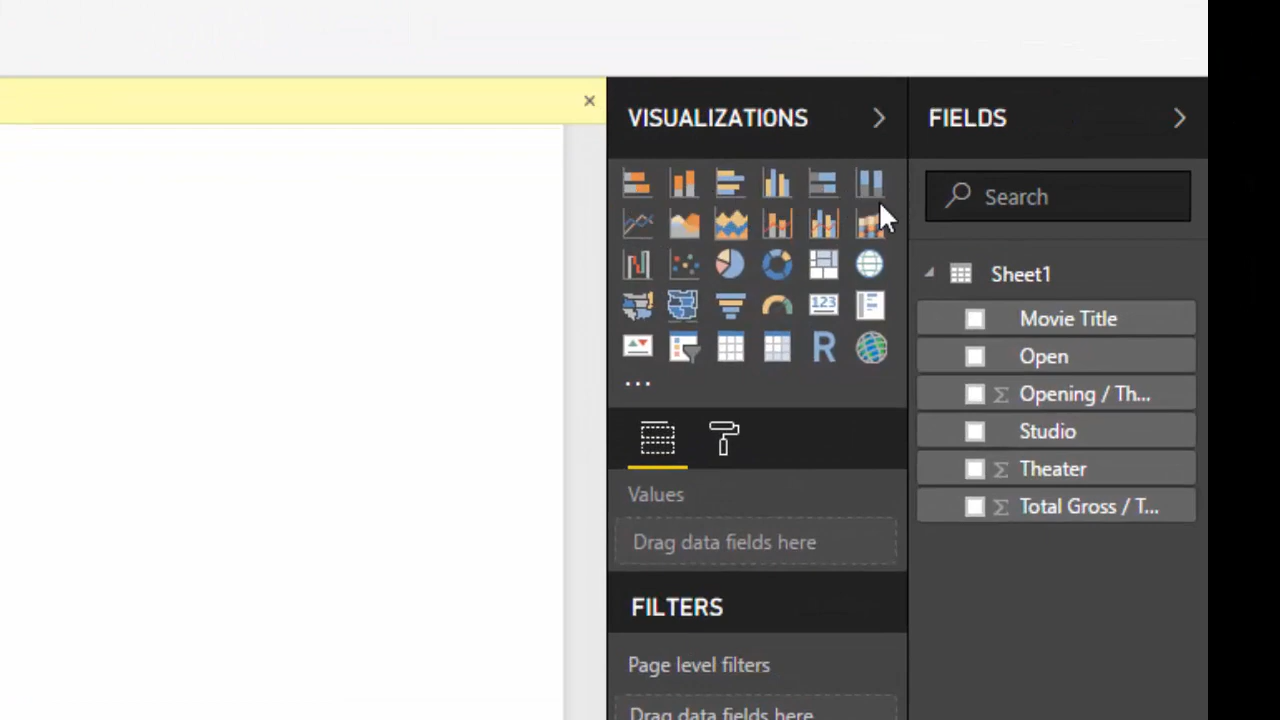 VISUALIZATIONS
FIELDS
Search
Sheet1
Movie Title
Open
Σ Opening / Th...
Studio
Σ Theater
Σ Total Gross / T...
123
R
...
Values
Drag data fields here
FILTERS
Page level filters
Drag data fields here